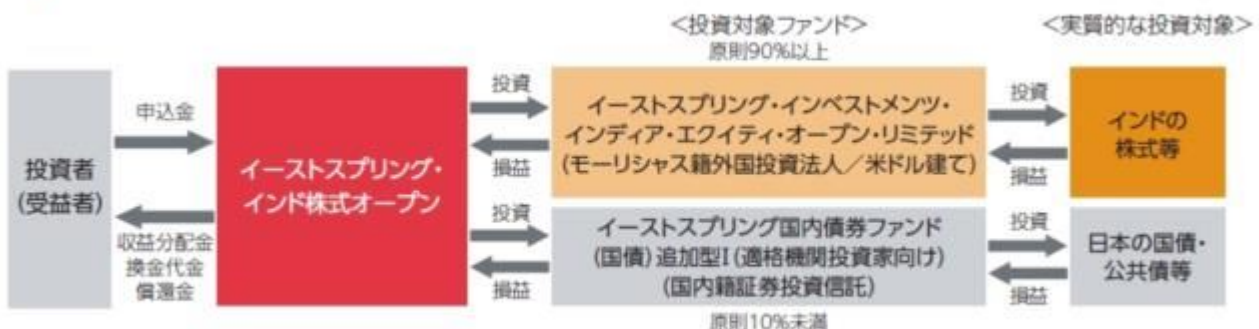 <投資対象ファンド>
原則90%以上
<実質的な投資対象>
投資者
(受益者)
申込金
収益分配金
換金代金
償還金
イーストスプリング・
インド株式オープン
投資
損益
投資
損益
イーストスプリング・インベストメンツ・
インディア・エクイティ・オープン・リミテッド
(モーリシャス籍外国投資法人/米ドル建て)
イーストスプリング国内債券ファンド
(国債)追加型I(適格機関投資家向け)
(国内籍証券投資信託)
原則10%未満
投資
損益
投資
損益
インドの
株式等
日本の国債・
公共債等